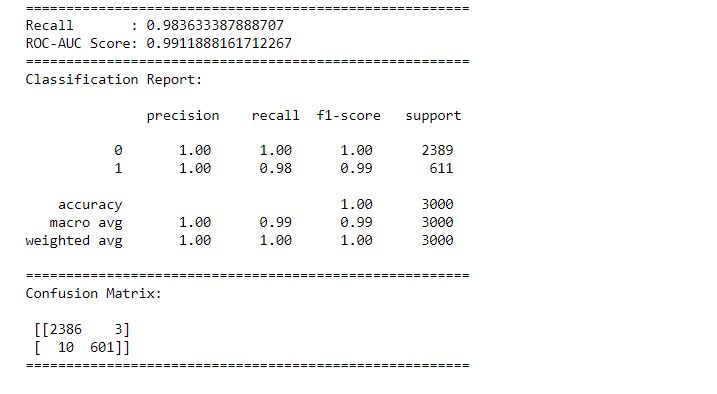 =======================================================
Recall       : 0.983633387888707
ROC-AUC Score: 0.9911888161712267
=======================================================
Classification Report:
               precision    recall  f1-score   support
           0       1.00      1.00      1.00      2389
           1       1.00      0.98      0.99       611
    accuracy                           1.00      3000
   macro avg       1.00      0.99      0.99      3000
weighted avg       1.00      1.00      1.00      3000
=======================================================
Confusion Matrix:
 [[2386    3]
 [  10  601]]
=======================================================